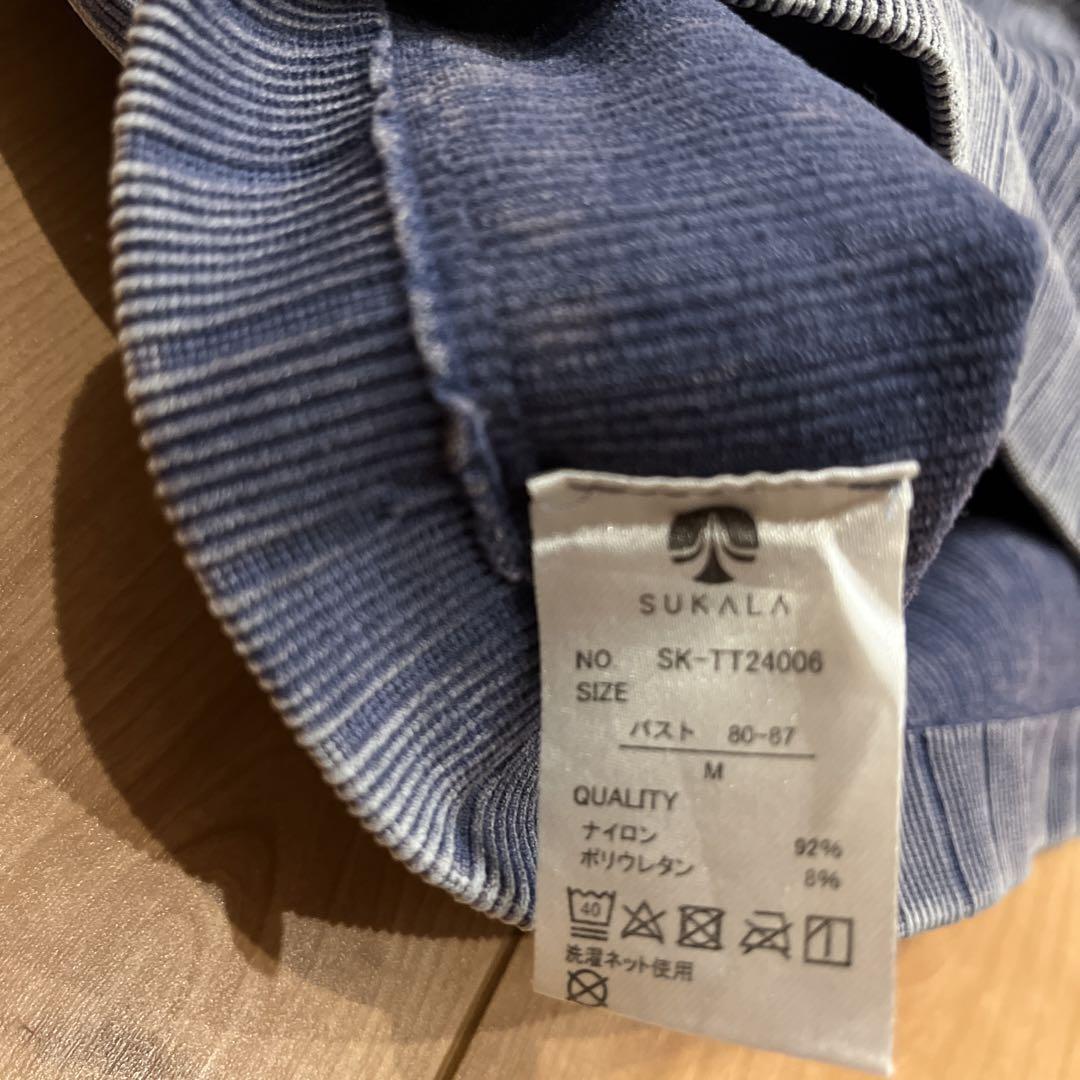 SUKALA
NO. SK-TT24006
SIZE
バスト 80-87
M
QUALITY
ナイロン 92%
ポリウレタン 8%
40
洗濯ネット使用